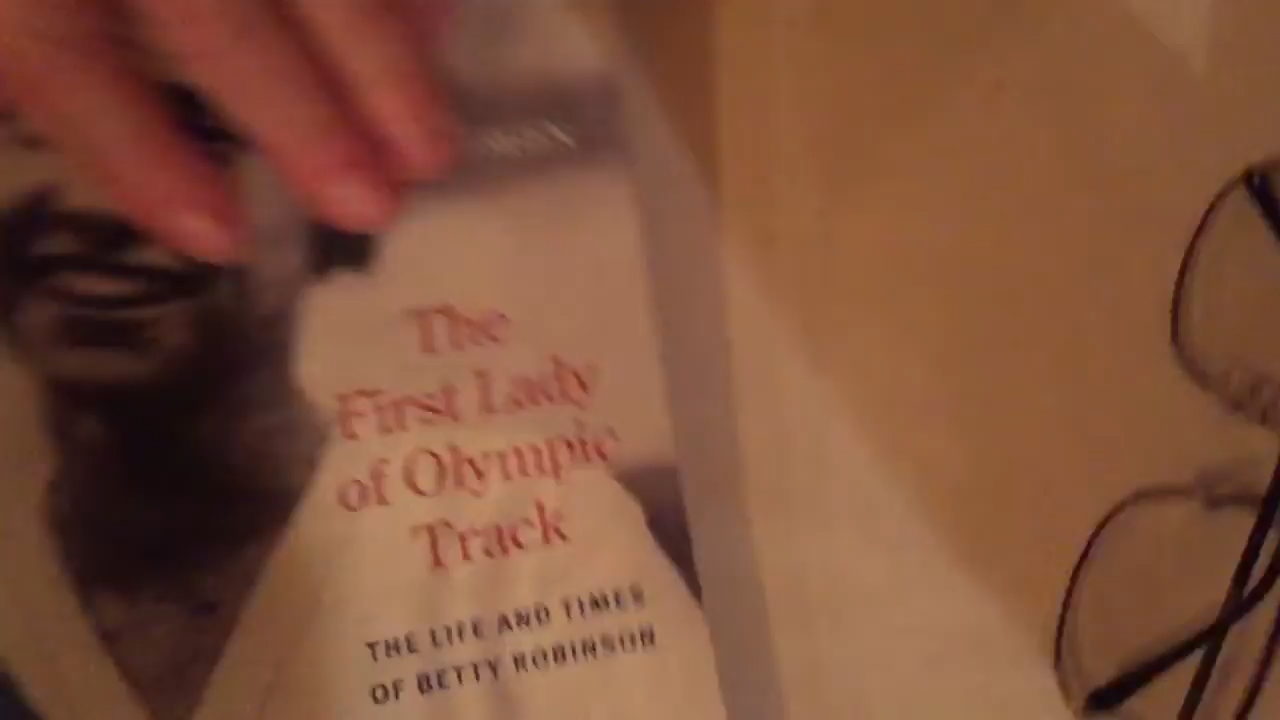 The
First Lady
of Olympic
Track
THE LIFE AND TIMES
OF BETTY ROBINSON